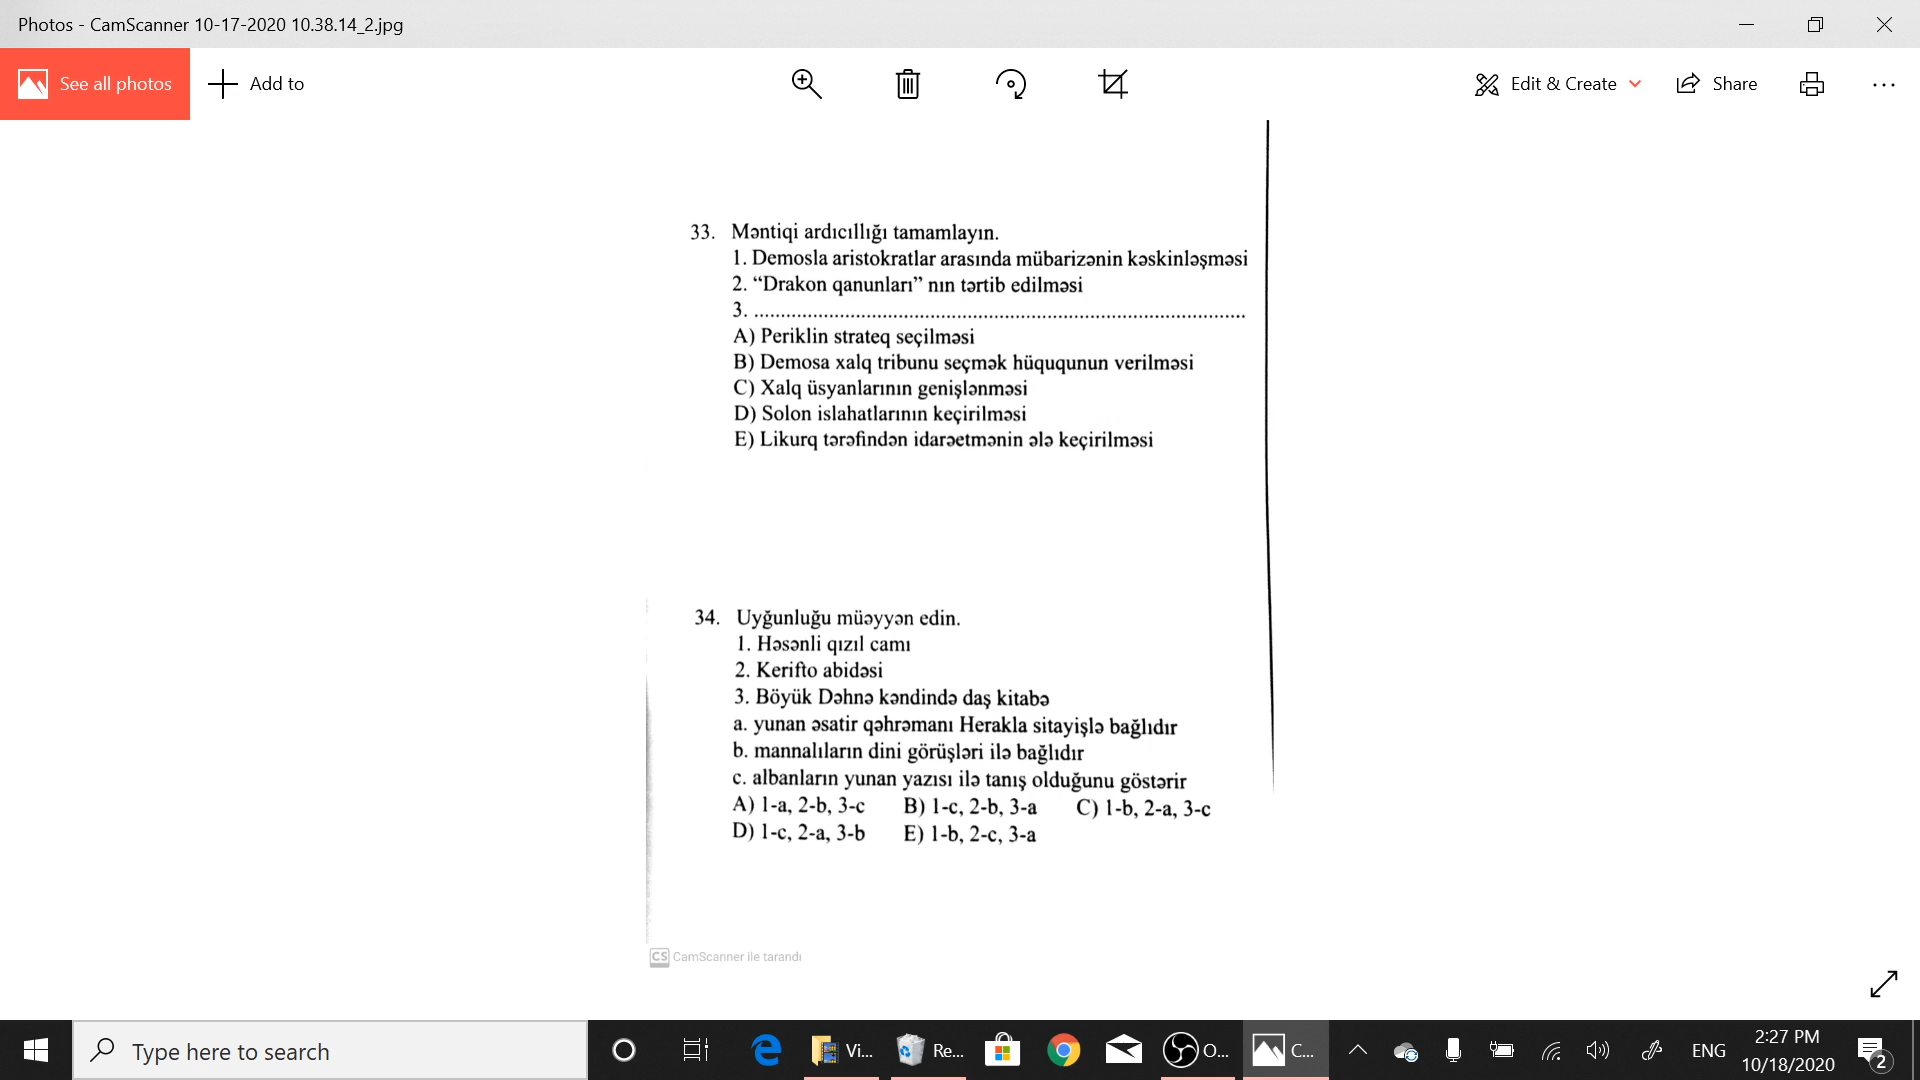 Photos - CamScanner 10-17-2020 10.38.14_2.jpg
See all photos
Add to
Edit & Create
Share
33. Məntiqi ardıcıllığı tamamlayın.
1. Demosla aristokratlar arasında mübarizənin kəskinləşməsi
2. “Drakon qanunları” nın tərtib edilməsi
3. ..........................................................................
A) Periklin strateq seçilməsi
B) Demosa xalq tribunu seçmək hüququnun verilməsi
C) Xalq üsyanlarının genişlənməsi
D) Solon islahatlarının keçirilməsi
E) Likurq tərəfindən idarəetmənin ələ keçirilməsi
34. Uyğunluğu müəyyən edin.
1. Həsənli qızıl camı
2. Kerifto abidəsi
3. Böyük Dəhnə kəndində daş kitabə
a. yunan əsatir qəhrəmanı Herakla sitayişlə bağlıdır
b. mannalıların dini görüşləri ilə bağlıdır
c. albanların yunan yazısı ilə tanış olduğunu göstərir
A) 1-a, 2-b, 3-c B) 1-c, 2-b, 3-a C) 1-b, 2-a, 3-c
D) 1-c, 2-a, 3-b E) 1-b, 2-c, 3-a
CS CamScanner ile tarandı
Type here to search
Vi...
Re...
O...
C...
ENG
2:27 PM
10/18/2020
2